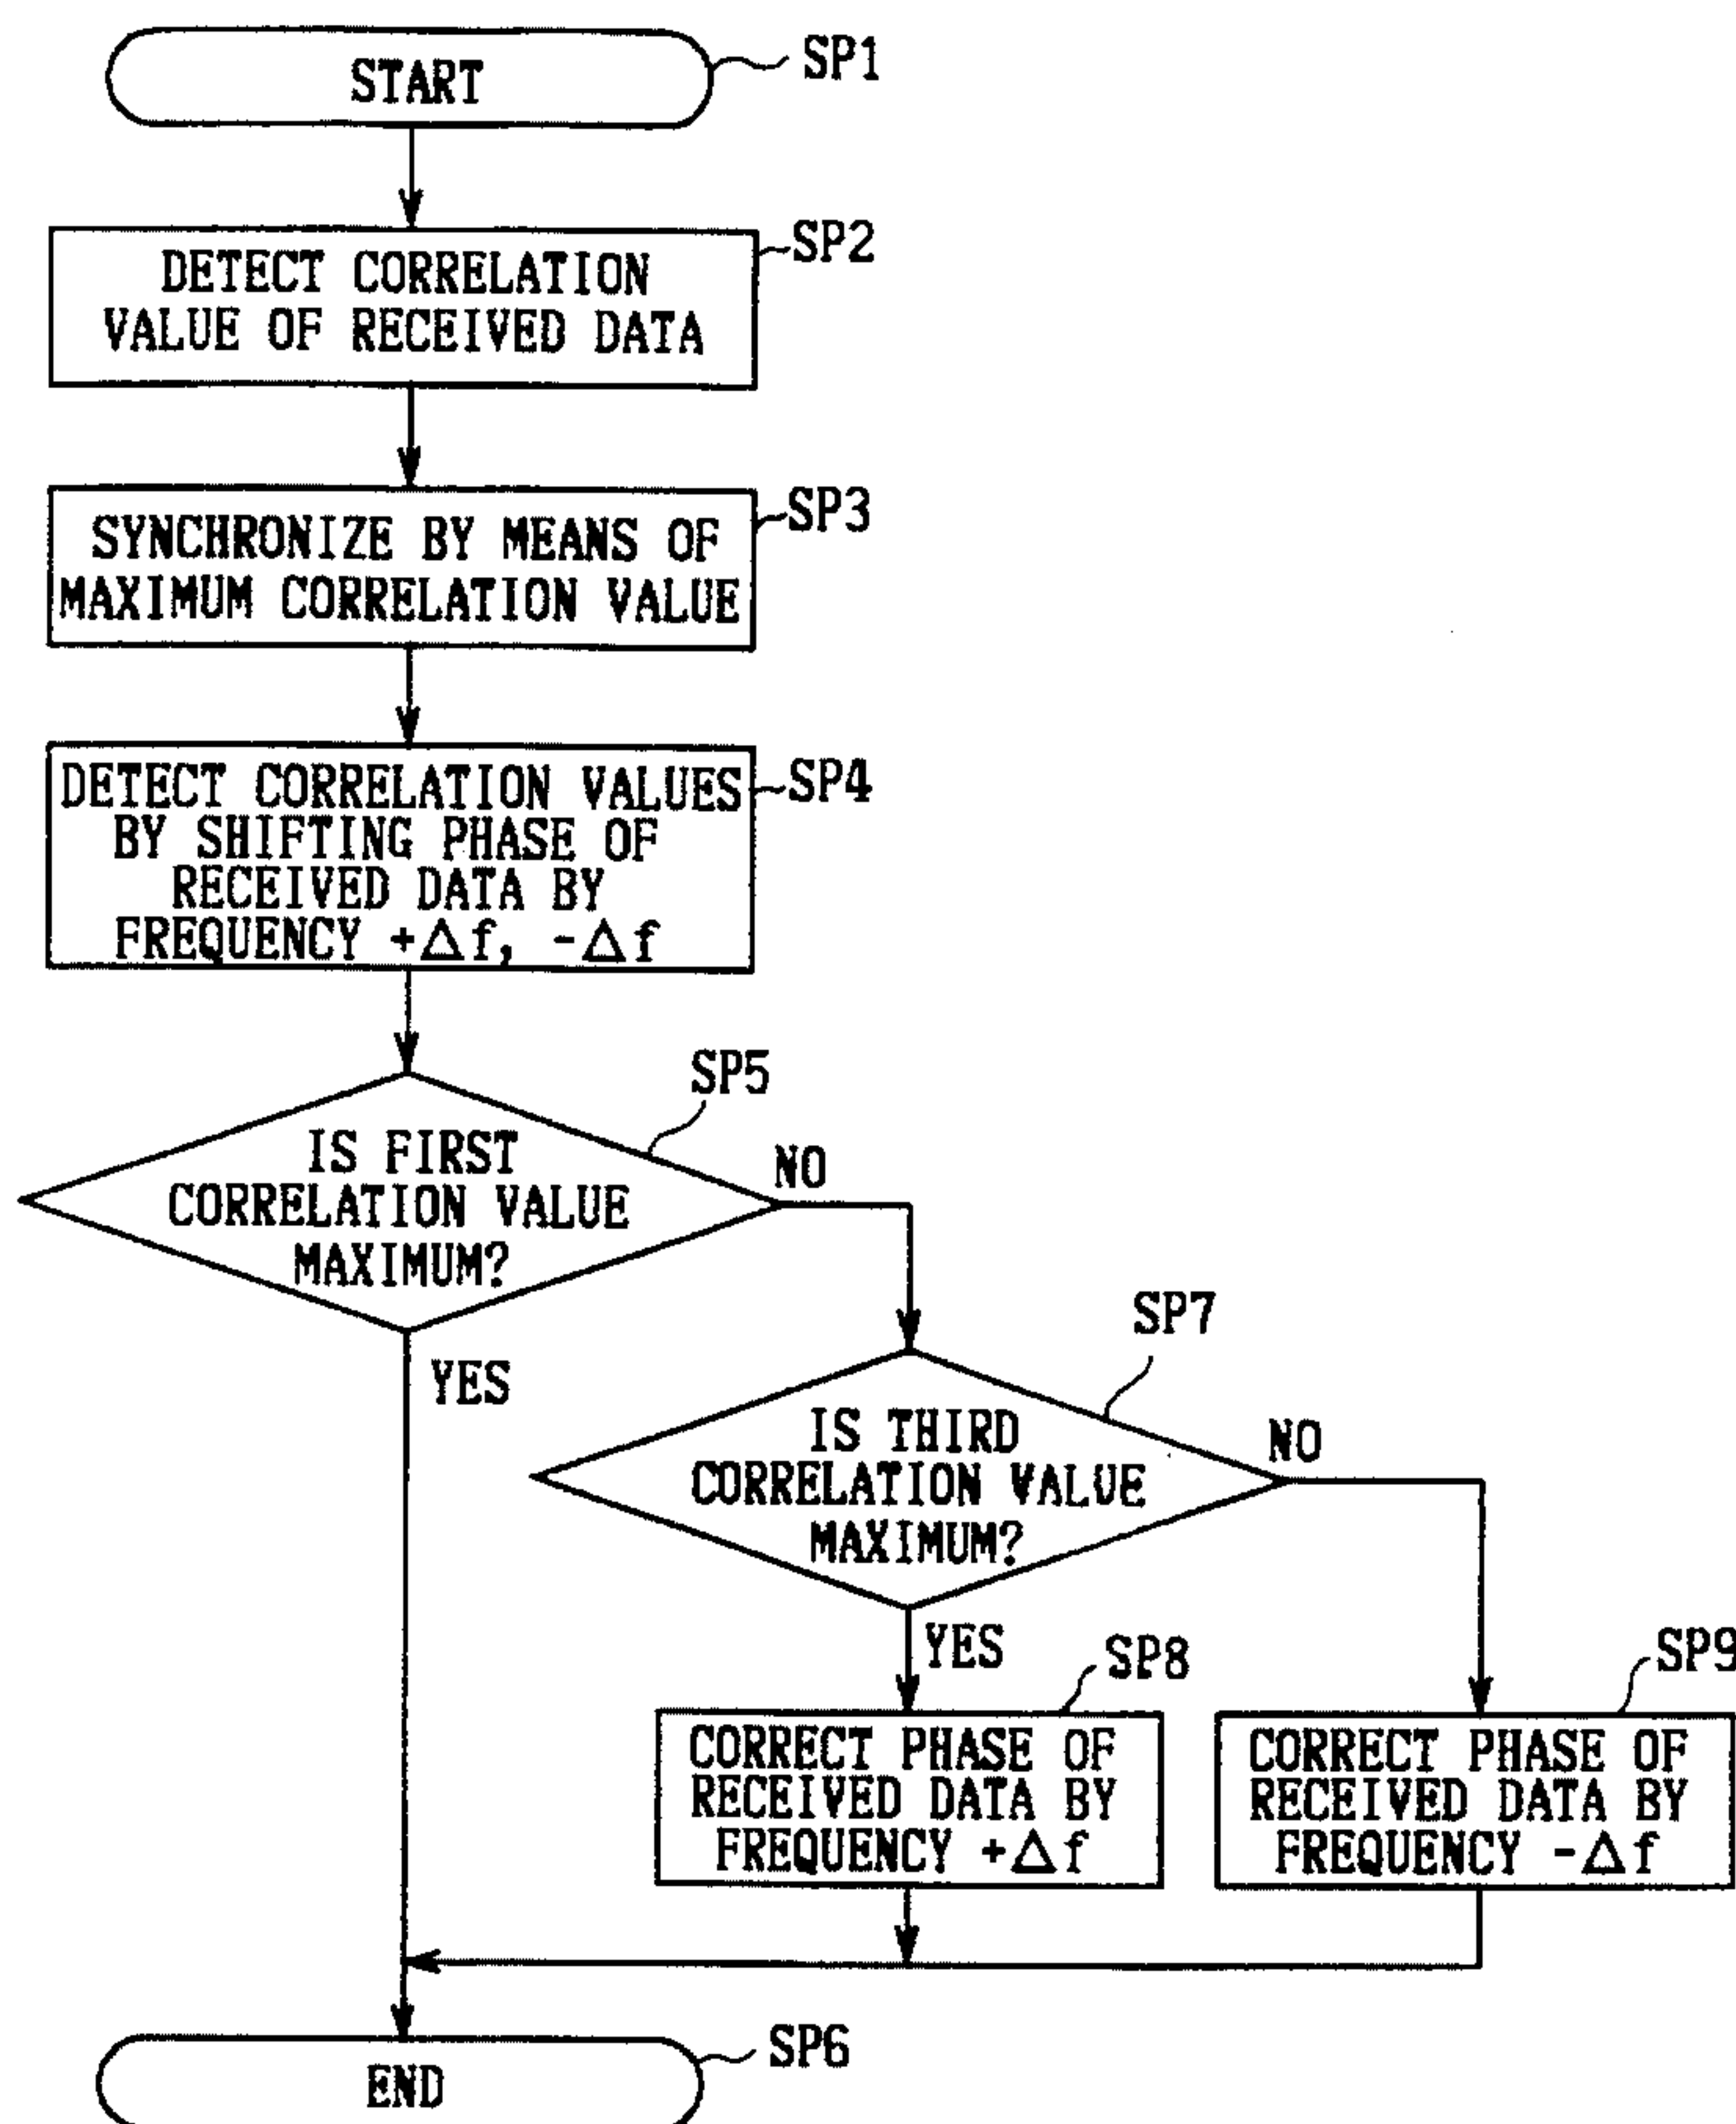 START
SP1
SP2
DETECT CORRELATION
VALUE OF RECEIVED DATA
SP3
SYNCHRONIZE BY MEANS OF
MAXIMUM CORRELATION VALUE
SP4
DETECT CORRELATION VALUES
BY SHIFTING PHASE OF
RECEIVED DATA BY
FREQUENCY +Δf, -Δf
SP5
IS FIRST
CORRELATION VALUE
MAXIMUM?
NO
YES
SP7
IS THIRD
CORRELATION VALUE
MAXIMUM?
NO
YES
SP8
CORRECT PHASE OF
RECEIVED DATA BY
FREQUENCY +Δf
SP9
CORRECT PHASE OF
RECEIVED DATA BY
FREQUENCY -Δf
END
SP6